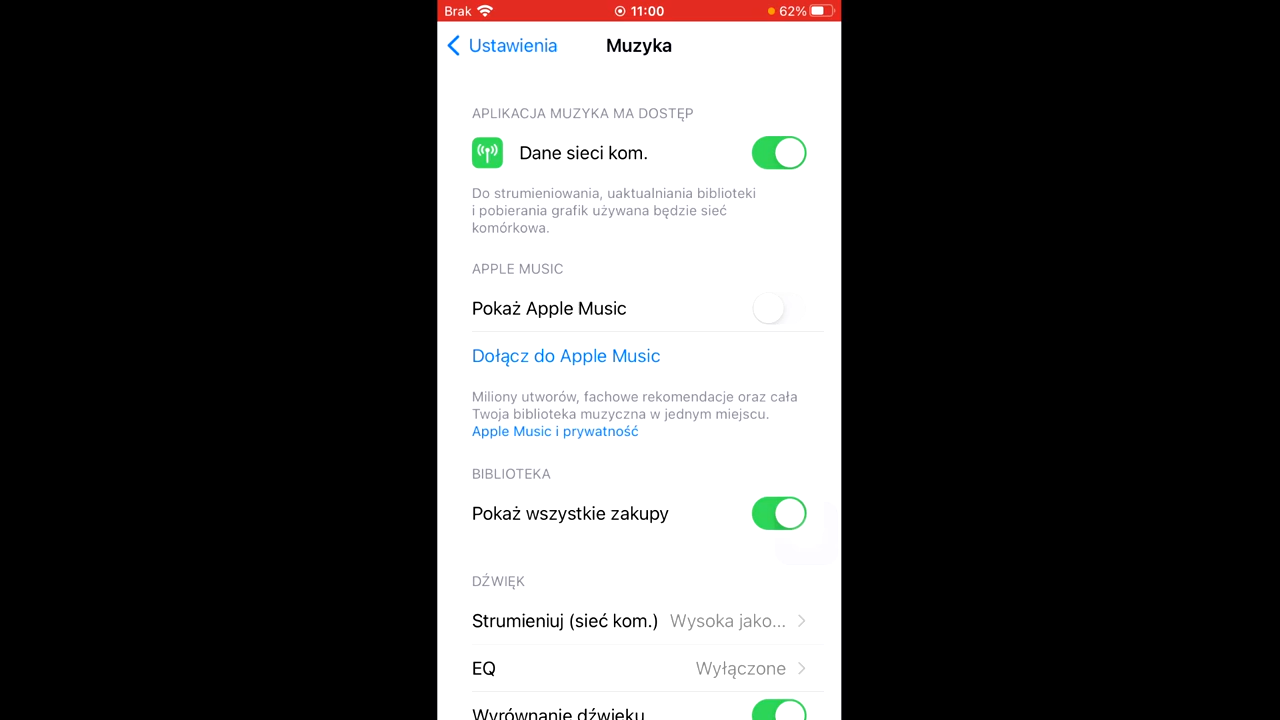 Brak 11:00 62%
Ustawienia Muzyka
APLIKACJA MUZYKA MA DOSTĘP
Dane sieci kom.
Do strumieniowania, uaktualniania biblioteki
i pobierania grafik używana będzie sieć
komórkowa.
APPLE MUSIC
Pokaż Apple Music
Dołącz do Apple Music
Miliony utworów, fachowe rekomendacje oraz cała
Twoja biblioteka muzyczna w jednym miejscu.
Apple Music i prywatność
BIBLIOTEKA
Pokaż wszystkie zakupy
DŹWIĘK
Strumieniuj (sieć kom.) Wysoka jako...
EQ Wyłączone
Wyrównanie dźwięku